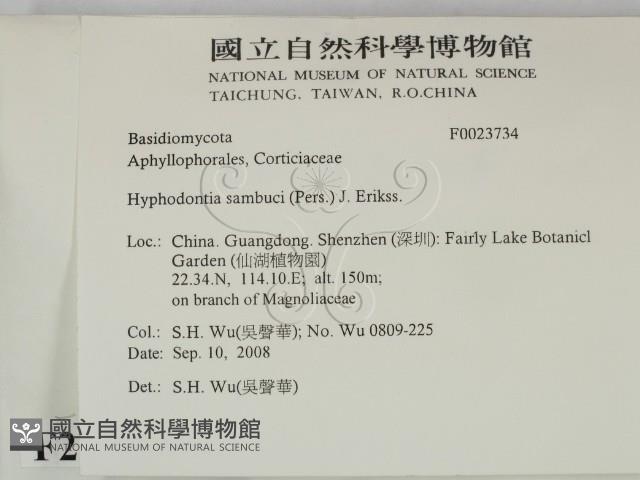 國立自然科學博物館
NATIONAL MUSEUM OF NATURAL SCIENCE
TAICHUNG, TAIWAN, R.O.CHINA
Basidiomycota F0023734
Aphyllophorales, Corticiaceae
Hyphodontia sambuci (Pers.) J. Erikss.
Loc.: China. Guangdong. Shenzhen (深圳): Fairly Lake Botanicl
Garden (仙湖植物園)
22.34.N, 114.10.E; alt. 150m;
on branch of Magnoliaceae
Col.: S.H. Wu(吳聲華); No. Wu 0809-225
Date: Sep. 10, 2008
Det.: S.H. Wu(吳聲華)
國立自然科學博物館
NATIONAL MUSEUM OF NATURAL SCIENCE